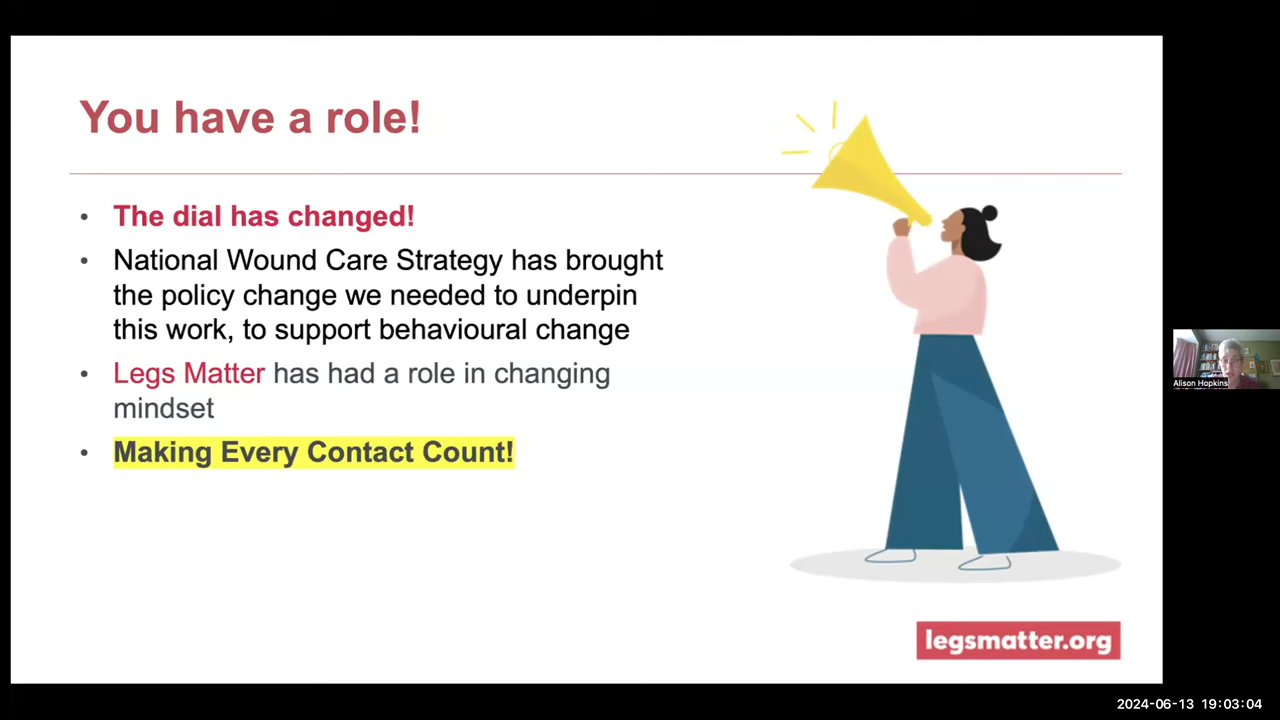 You have a role!
• The dial has changed!
• National Wound Care Strategy has brought
the policy change we needed to underpin
this work, to support behavioural change
• Legs Matter has had a role in changing
mindset
• Making Every Contact Count!
legsmatter.org
Alison Hopkins
2024-06-13 19:03:04